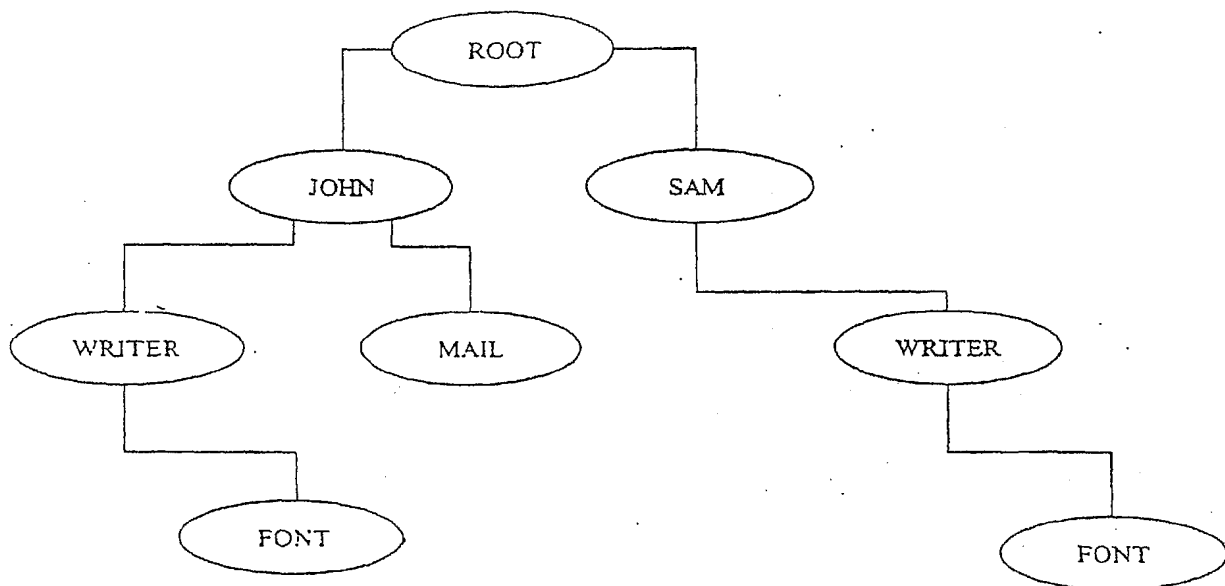 ROOT
JOHN
SAM
WRITER
MAIL
WRITER
FONT
FONT